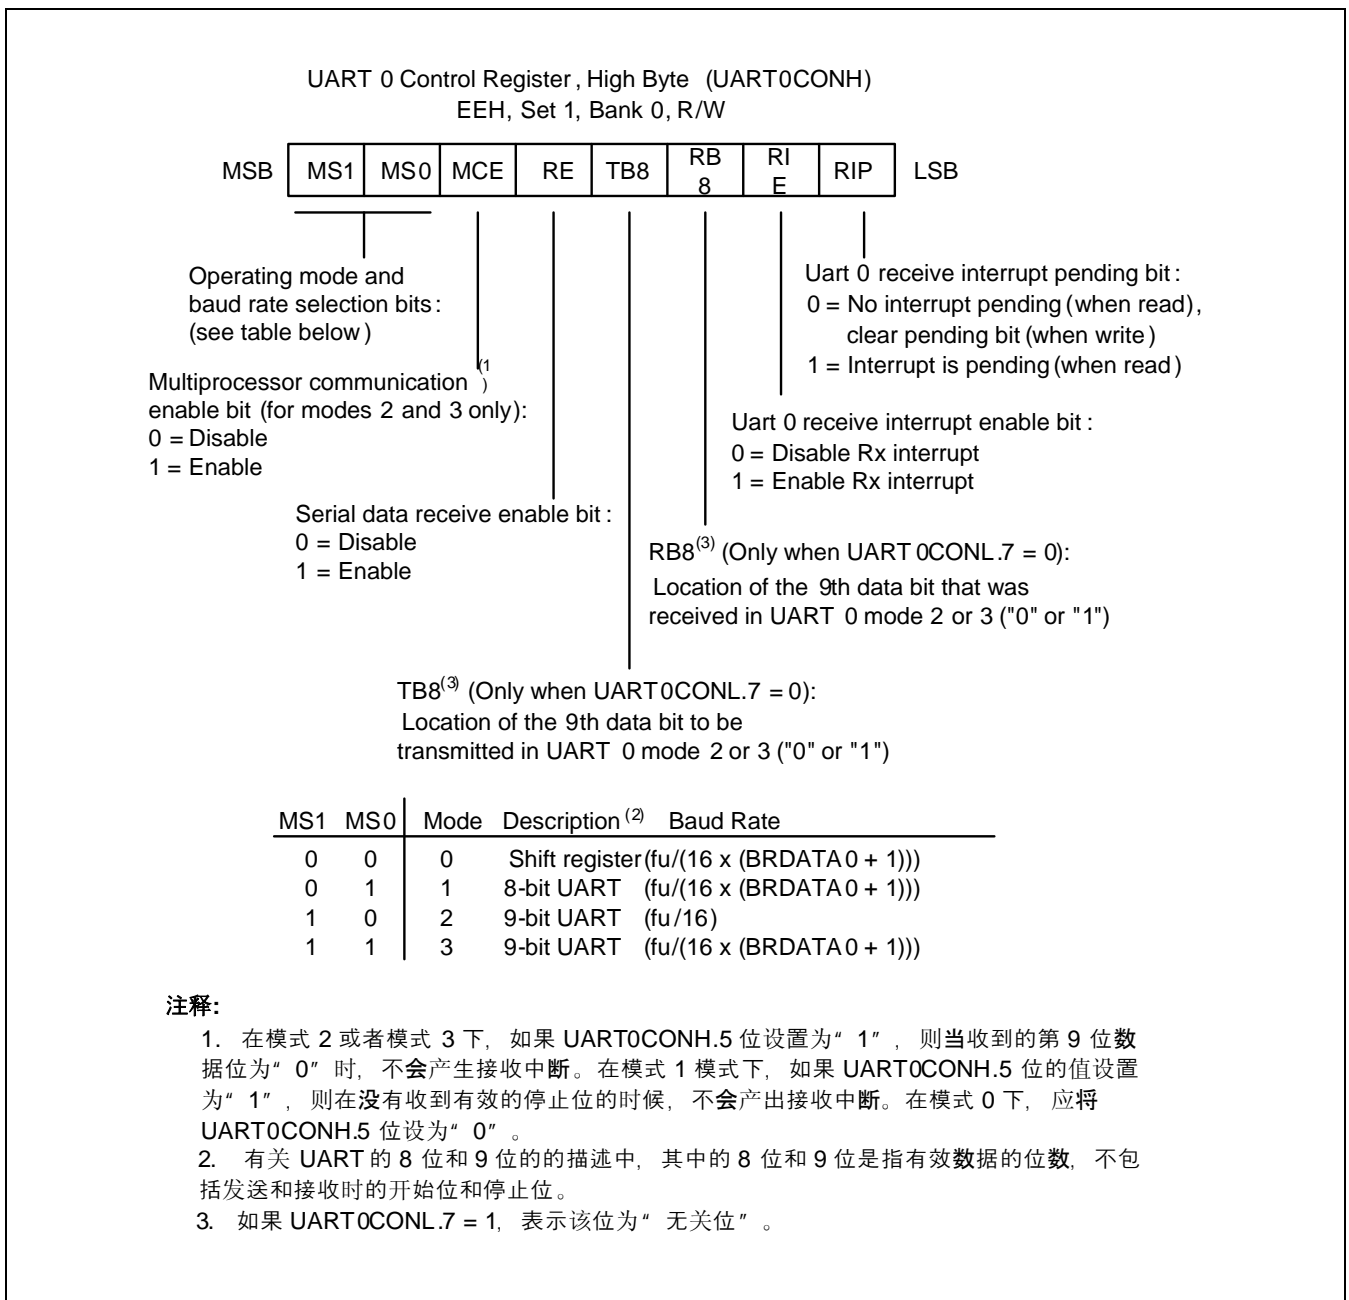 UART 0 Control Register, High Byte (UART0CONH)
EEH, Set 1, Bank 0, R/W
MSB MS1 MS0 MCE RE TB8 RB8 RIE RIP LSB
Operating mode and
baud rate selection bits:
(see table below)
Uart 0 receive interrupt pending bit:
0 = No interrupt pending (when read),
clear pending bit (when write)
1 = Interrupt is pending (when read)
Multiprocessor communication (1)
enable bit (for modes 2 and 3 only):
0 = Disable
1 = Enable
Uart 0 receive interrupt enable bit:
0 = Disable Rx interrupt
1 = Enable Rx interrupt
Serial data receive enable bit:
0 = Disable
1 = Enable
RB8(3) (Only when UART0CONL.7 = 0):
Location of the 9th data bit that was
received in UART 0 mode 2 or 3 ("0" or "1")
TB8(3) (Only when UART0CONL.7 = 0):
Location of the 9th data bit to be
transmitted in UART 0 mode 2 or 3 ("0" or "1")
MS1 MS0 Mode Description (2) Baud Rate
0 0 0 Shift register (fu/(16 x (BRDATA0 + 1)))
0 1 1 8-bit UART (fu/(16 x (BRDATA0 + 1)))
1 0 2 9-bit UART (fu/16)
1 1 3 9-bit UART (fu/(16 x (BRDATA0 + 1)))
注释:
1. 在模式 2 或者模式 3 下, 如果 UART0CONH.5 位设置为“1”, 则当收到的第 9 位数
据位为“0”时, 不会产生接收中断。在模式 1 模式下, 如果 UART0CONH.5 位的值设置
为“1”, 则在没有收到有效的停止位的时候, 不会产出接收中断。在模式 0 下, 应将
UART0CONH.5 位设为“0”。
2. 有关 UART 的 8 位和 9 位的的描述中, 其中的 8 位和 9 位是指有效数据的位数, 不包
括发送和接收时的开始位和停止位。
3. 如果 UART0CONL.7 = 1, 表示该位为“无关位”。